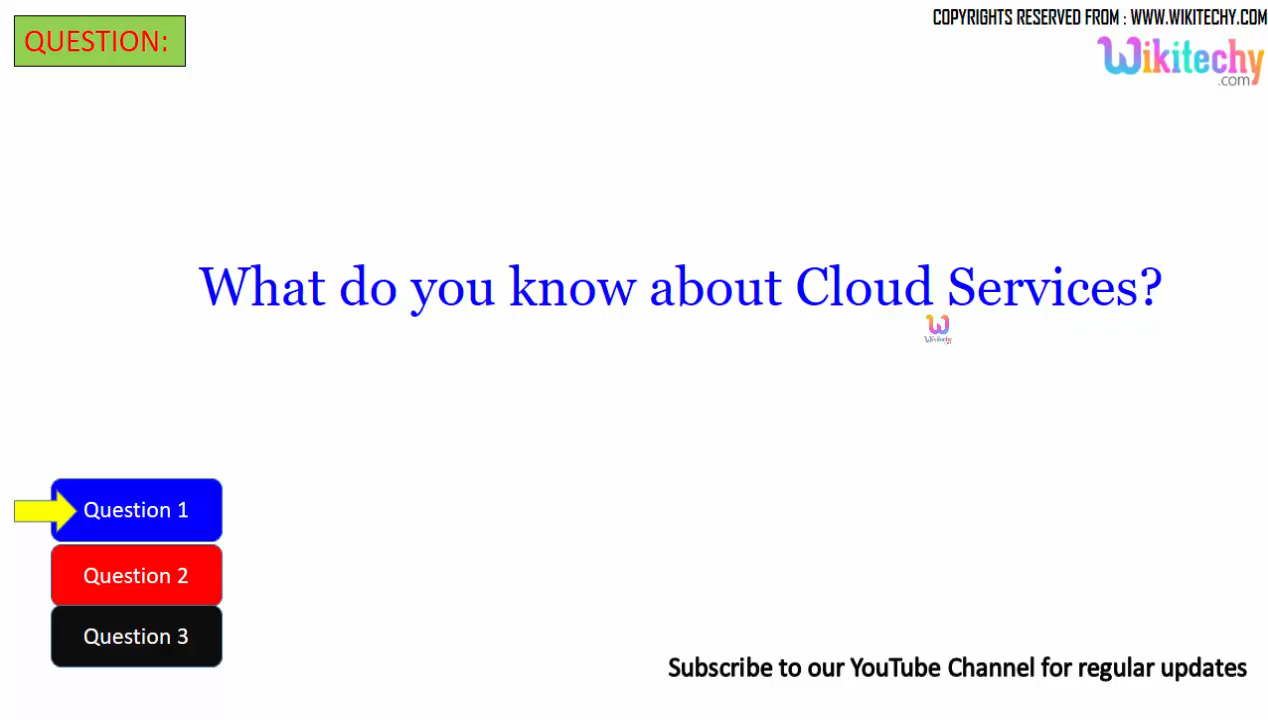 QUESTION:
COPYRIGHTS RESERVED FROM : WWW.WIKITECHY.COM
Wikitechy
.com
What do you know about Cloud Services?
W
Wikitechy
Question 1
Question 2
Question 3
Subscribe to our YouTube Channel for regular updates